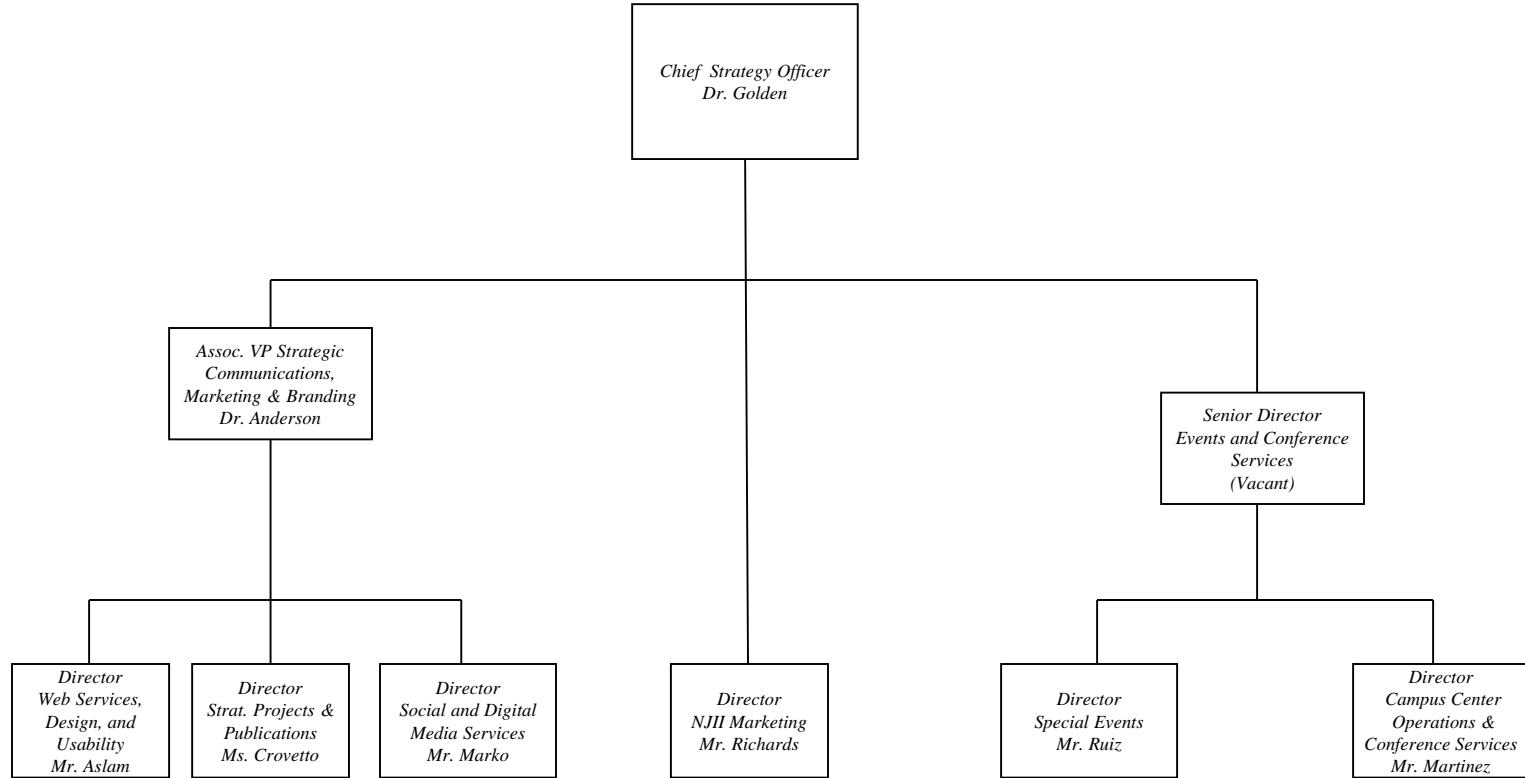 Chief Strategy Officer
Dr. Golden
Assoc. VP Strategic
Communications,
Marketing & Branding
Dr. Anderson
Senior Director
Events and Conference
Services
(Vacant)
Director
Web Services,
Design, and
Usability
Mr. Aslam
Director
Strat. Projects &
Publications
Ms. Crovetto
Director
Social and Digital
Media Services
Mr. Marko
Director
NJII Marketing
Mr. Richards
Director
Special Events
Mr. Ruiz
Director
Campus Center
Operations &
Conference Services
Mr. Martinez